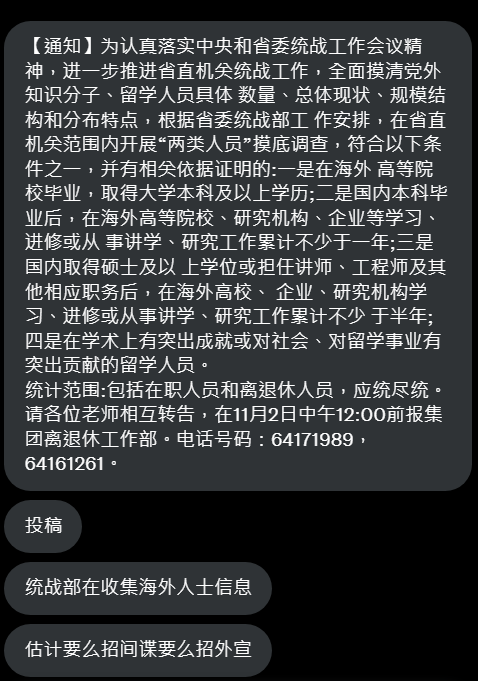 【通知】为认真落实中央和省委统战工作会议精
神，进一步推进省直机关统战工作，全面摸清党外
知识分子、留学人员具体 数量、总体现状、规模结
构和分布特点，根据省委统战部工 作安排，在省直
机关范围内开展“两类人员”摸底调查，符合以下条
件之一，并有相关依据证明的:一是在海外 高等院
校毕业，取得大学本科及以上学历;二是国内本科毕
业后，在海外高等院校、研究机构、企业等学习、
进修或从 事讲学、研究工作累计不少于一年;三是
国内取得硕士及以 上学位或担任讲师、工程师及其
他相应职务后，在海外高校、 企业、研究机构学
习、进修或从事讲学、研究工作累计不少 于半年;
四是在学术上有突出成就或对社会、对留学事业有
突出贡献的留学人员。
统计范围:包括在职人员和离退休人员，应统尽统。
请各位老师相互转告，在11月2日中午12:00前报集
团离退休工作部。电话号码：64171989，
64161261。
投稿
统战部在收集海外人士信息
估计要么招间谍要么招外宣